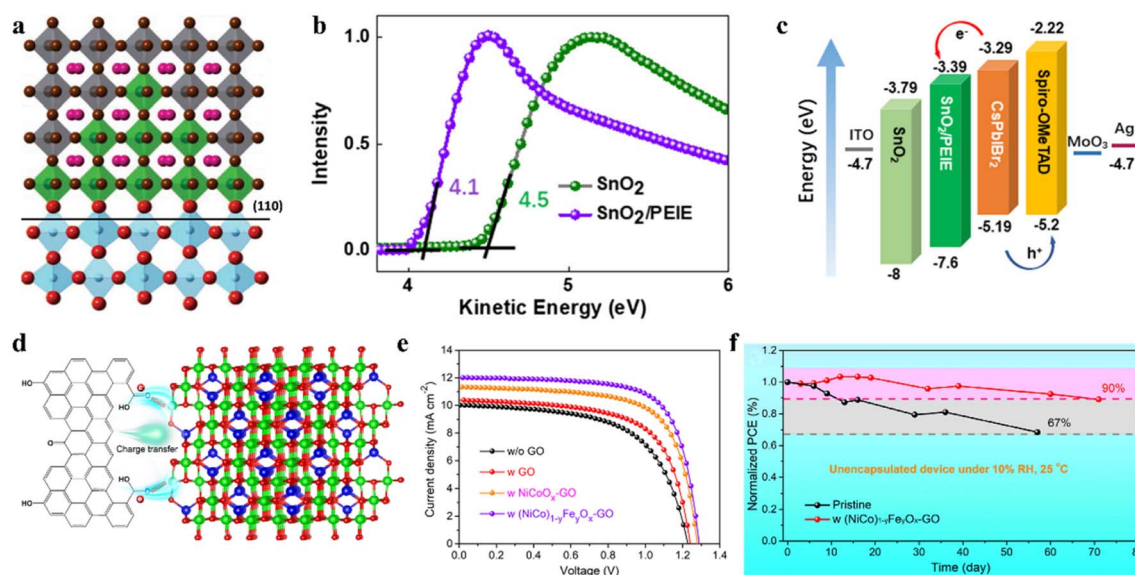 a
(110)
b
Intensity
1.0
0.5
0.0
4.1
4.5
SnO₂
SnO₂/PEIE
4
5
6
Kinetic Energy (eV)
c
Energy (eV)
e⁻
-2.22
-3.29
-3.39
-3.79
ITO
-4.7
SnO₂
SnO₂/PEIE
CsPbIBr₂
Spiro-OMeTAD
MoO₃
Ag
-4.7
-5.19
-5.2
-7.6
-8
h⁺
d
HO
HO
O
HO
HO
Charge transfer
e
Current density (mA cm⁻²)
14
12
10
8
6
4
2
0
w/o GO
w GO
w NiCoOₓ-GO
w (NiCo)₁₋yFeyOₓ-GO
0.0
0.2
0.4
0.6
0.8
1.0
1.2
1.4
Voltage (V)
f
Normalized PCE (%)
1.2
1.0
0.8
0.6
0.4
0.2
0.0
90%
67%
Unencapsulated device under 10% RH, 25 °C
Pristine
w (NiCo)₁₋yFeyOₓ-GO
0
10
20
30
40
50
60
70
80
Time (day)